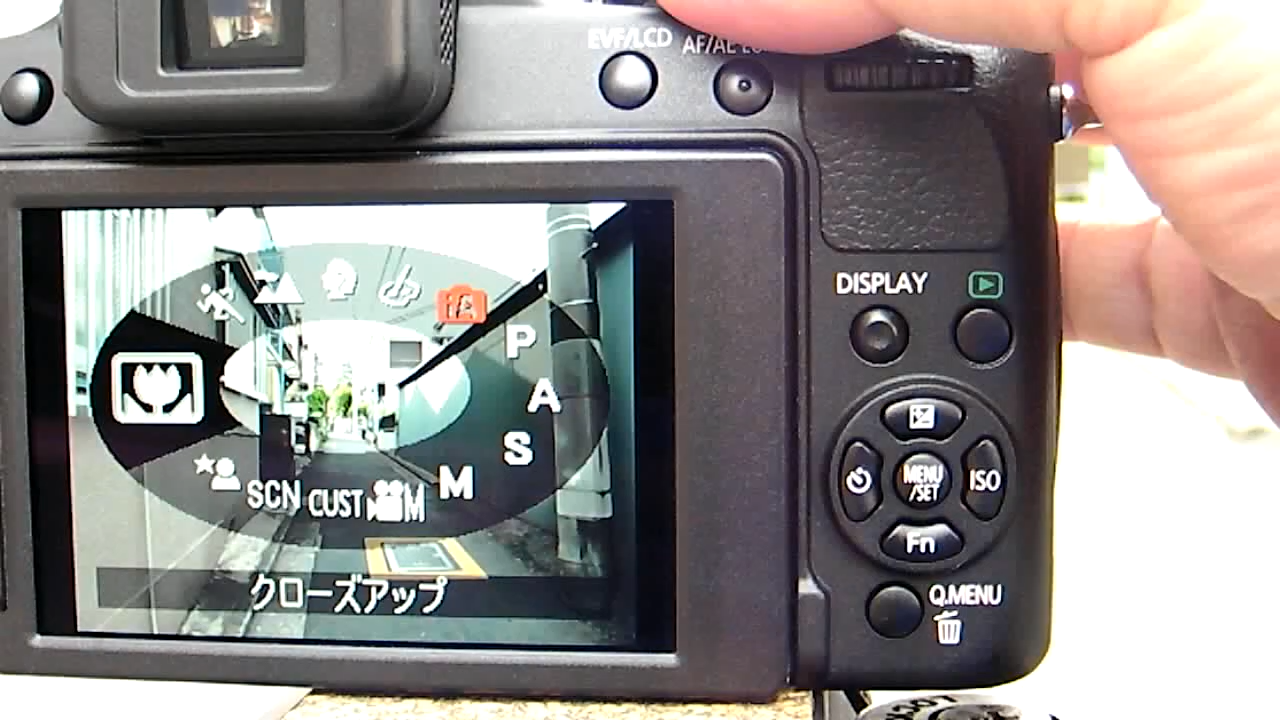 EVF/LCD
AF/AE LO
DISPLAY
iA
P
A
S
M
SCN CUST M
クローズアップ
MENU
/SET
ISO
Fn
Q.MENU